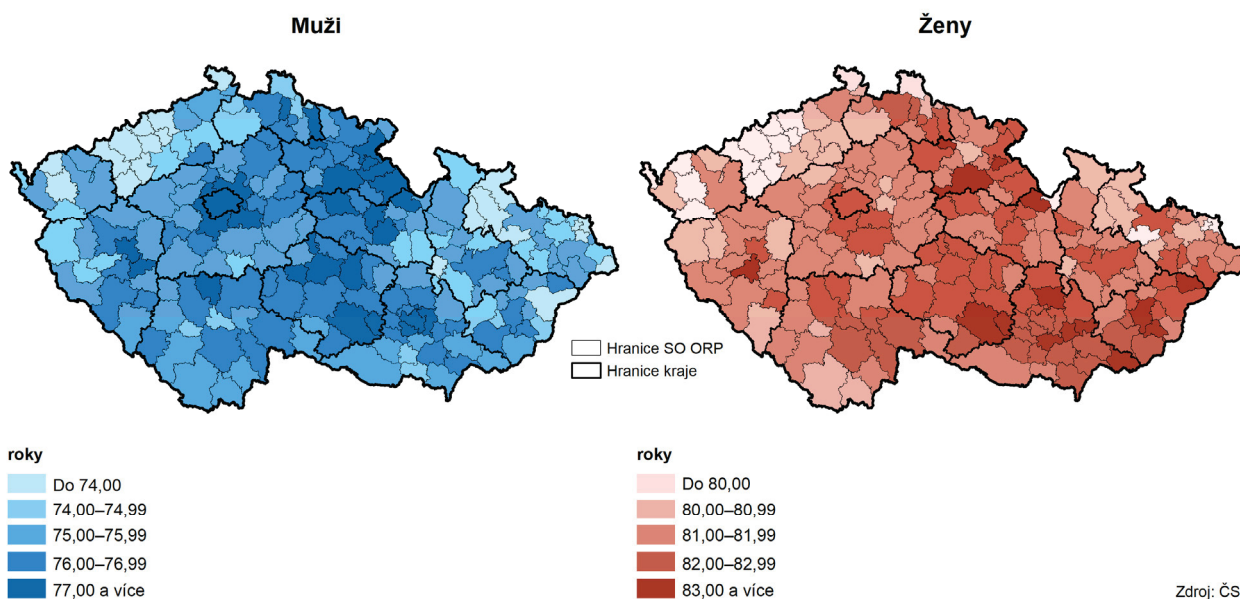 Muži
Ženy
Hranice SO ORP
Hranice kraje
roky
Do 74,00
74,00–74,99
75,00–75,99
76,00–76,99
77,00 a více
roky
Do 80,00
80,00–80,99
81,00–81,99
82,00–82,99
83,00 a více
Zdroj: ČS